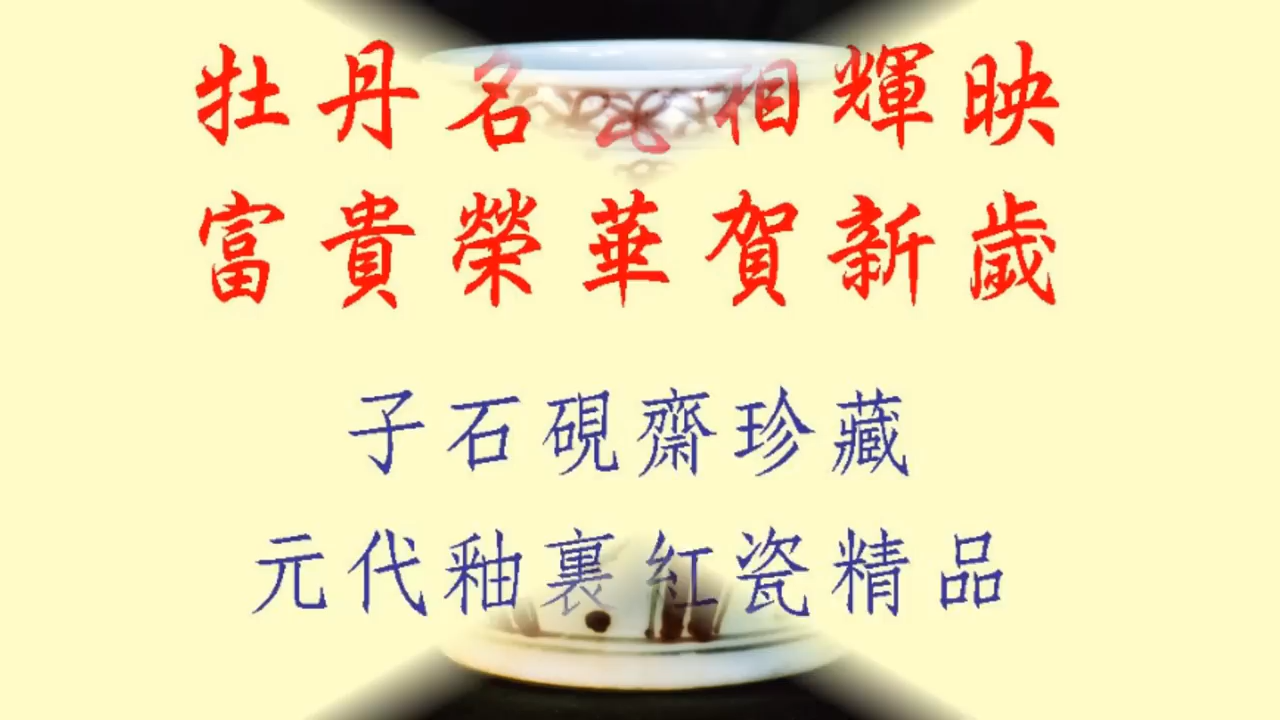 牡丹名 相輝映
富貴榮華賀新歲
子石硯齋珍藏
元代釉裏紅瓷精品